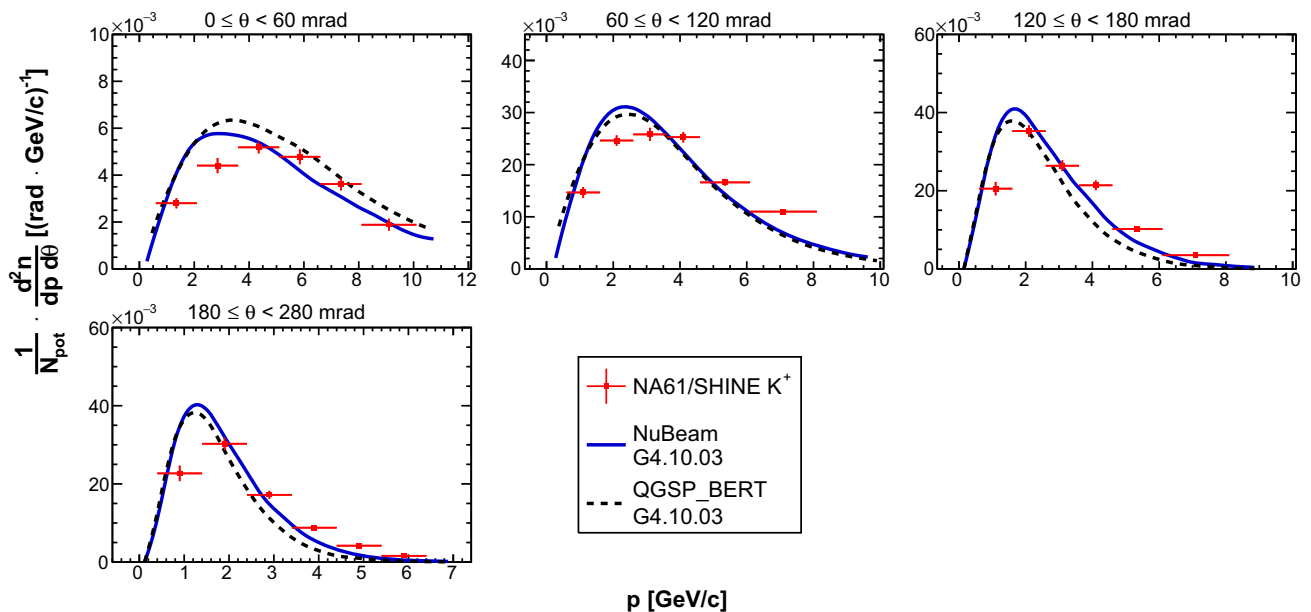 0 ≤ θ < 60 mrad
60 ≤ θ < 120 mrad
120 ≤ θ < 180 mrad
×10⁻³
×10⁻³
×10⁻³
10
8
6
4
2
0
0 2 4 6 8 10 12
40
30
20
10
0
0 2 4 6 8 10
60
40
20
0
0 2 4 6 8 10
180 ≤ θ < 280 mrad
×10⁻³
60
40
20
0
0 1 2 3 4 5 6 7
1/N_pot · d²n/dp dθ [(rad · GeV/c)⁻¹]
NA61/SHINE K⁺
NuBeam
G4.10.03
QGSP_BERT
G4.10.03
p [GeV/c]